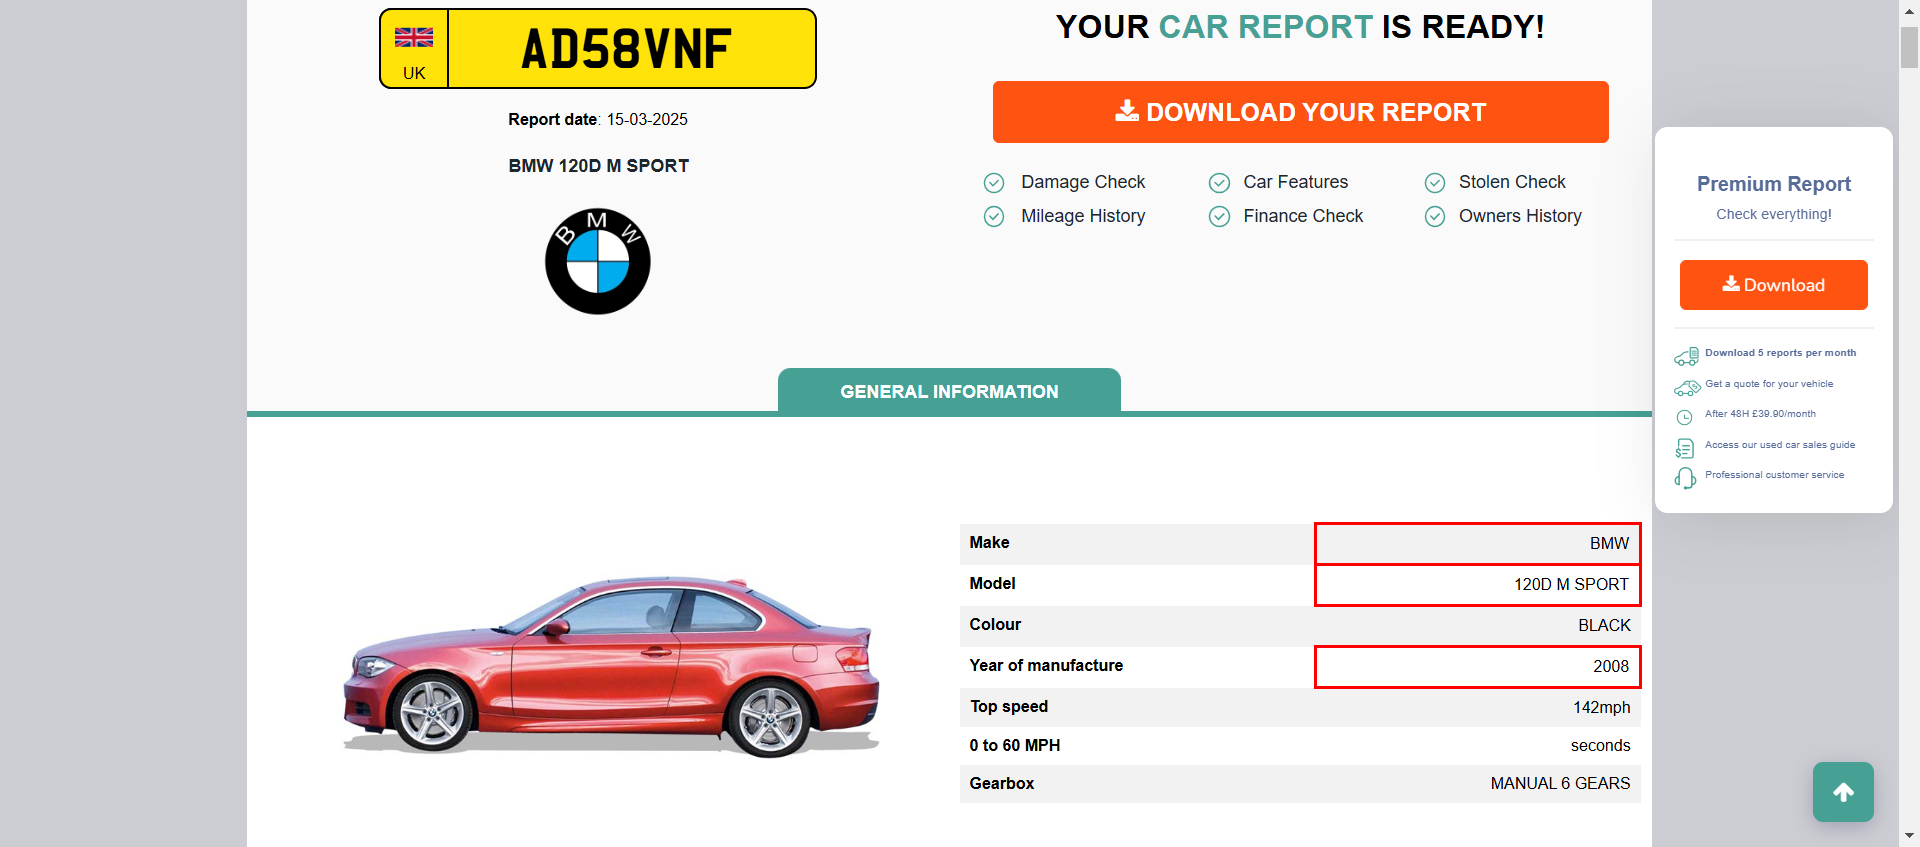 UK
AD58VNF
Report date: 15-03-2025
BMW 120D M SPORT
BMW
YOUR CAR REPORT IS READY!
DOWNLOAD YOUR REPORT
Damage Check
Car Features
Stolen Check
Mileage History
Finance Check
Owners History
Premium Report
Check everything!
Download
Download 5 reports per month
Get a quote for your vehicle
After 48H £39.90/month
Access our used car sales guide
Professional customer service
GENERAL INFORMATION
Make BMW
Model 120D M SPORT
Colour BLACK
Year of manufacture 2008
Top speed 142mph
0 to 60 MPH seconds
Gearbox MANUAL 6 GEARS